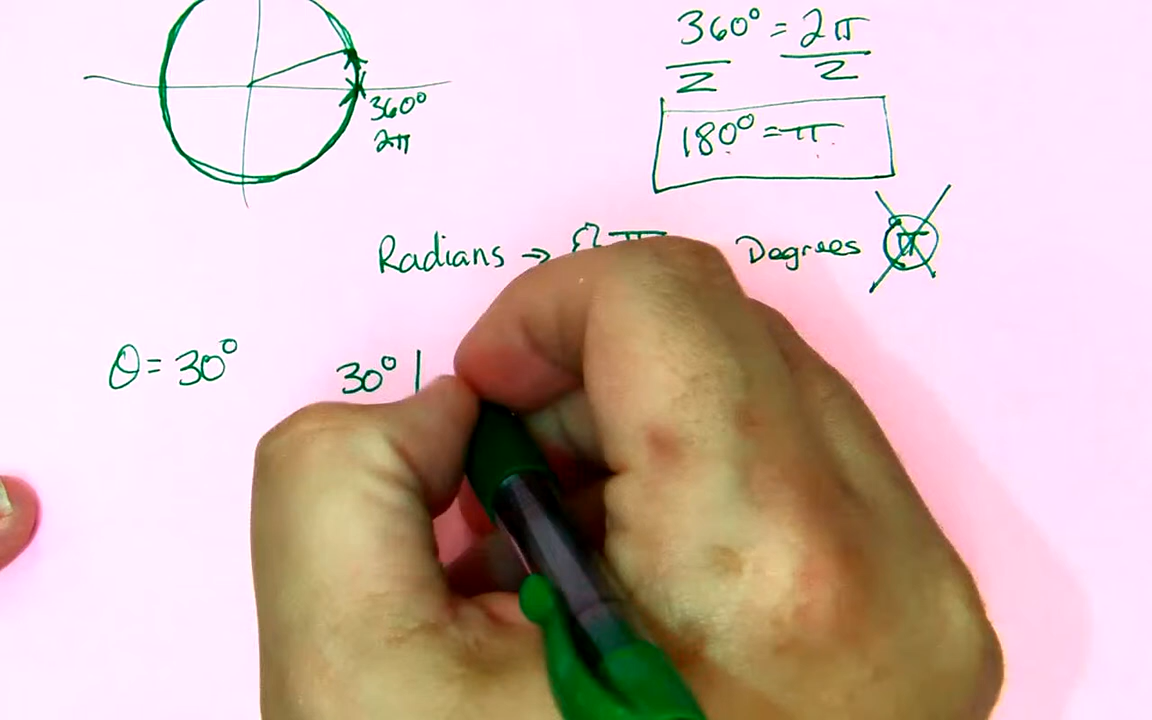 360° = 2π
2 2
180° = π
360°
2π
Radians → π Degrees π
θ = 30° 30° |